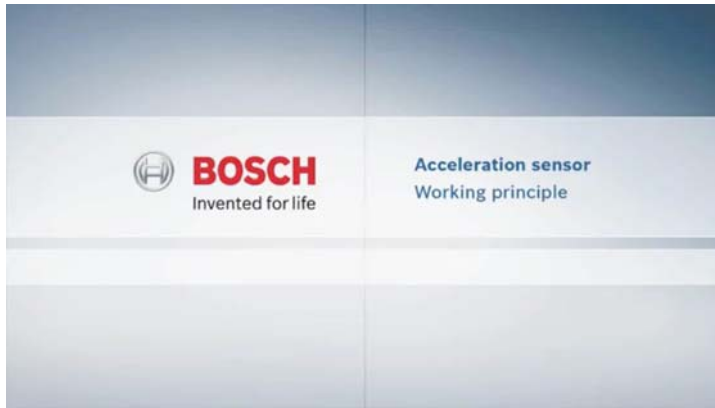 BOSCH
Invented for life
Acceleration sensor
Working principle